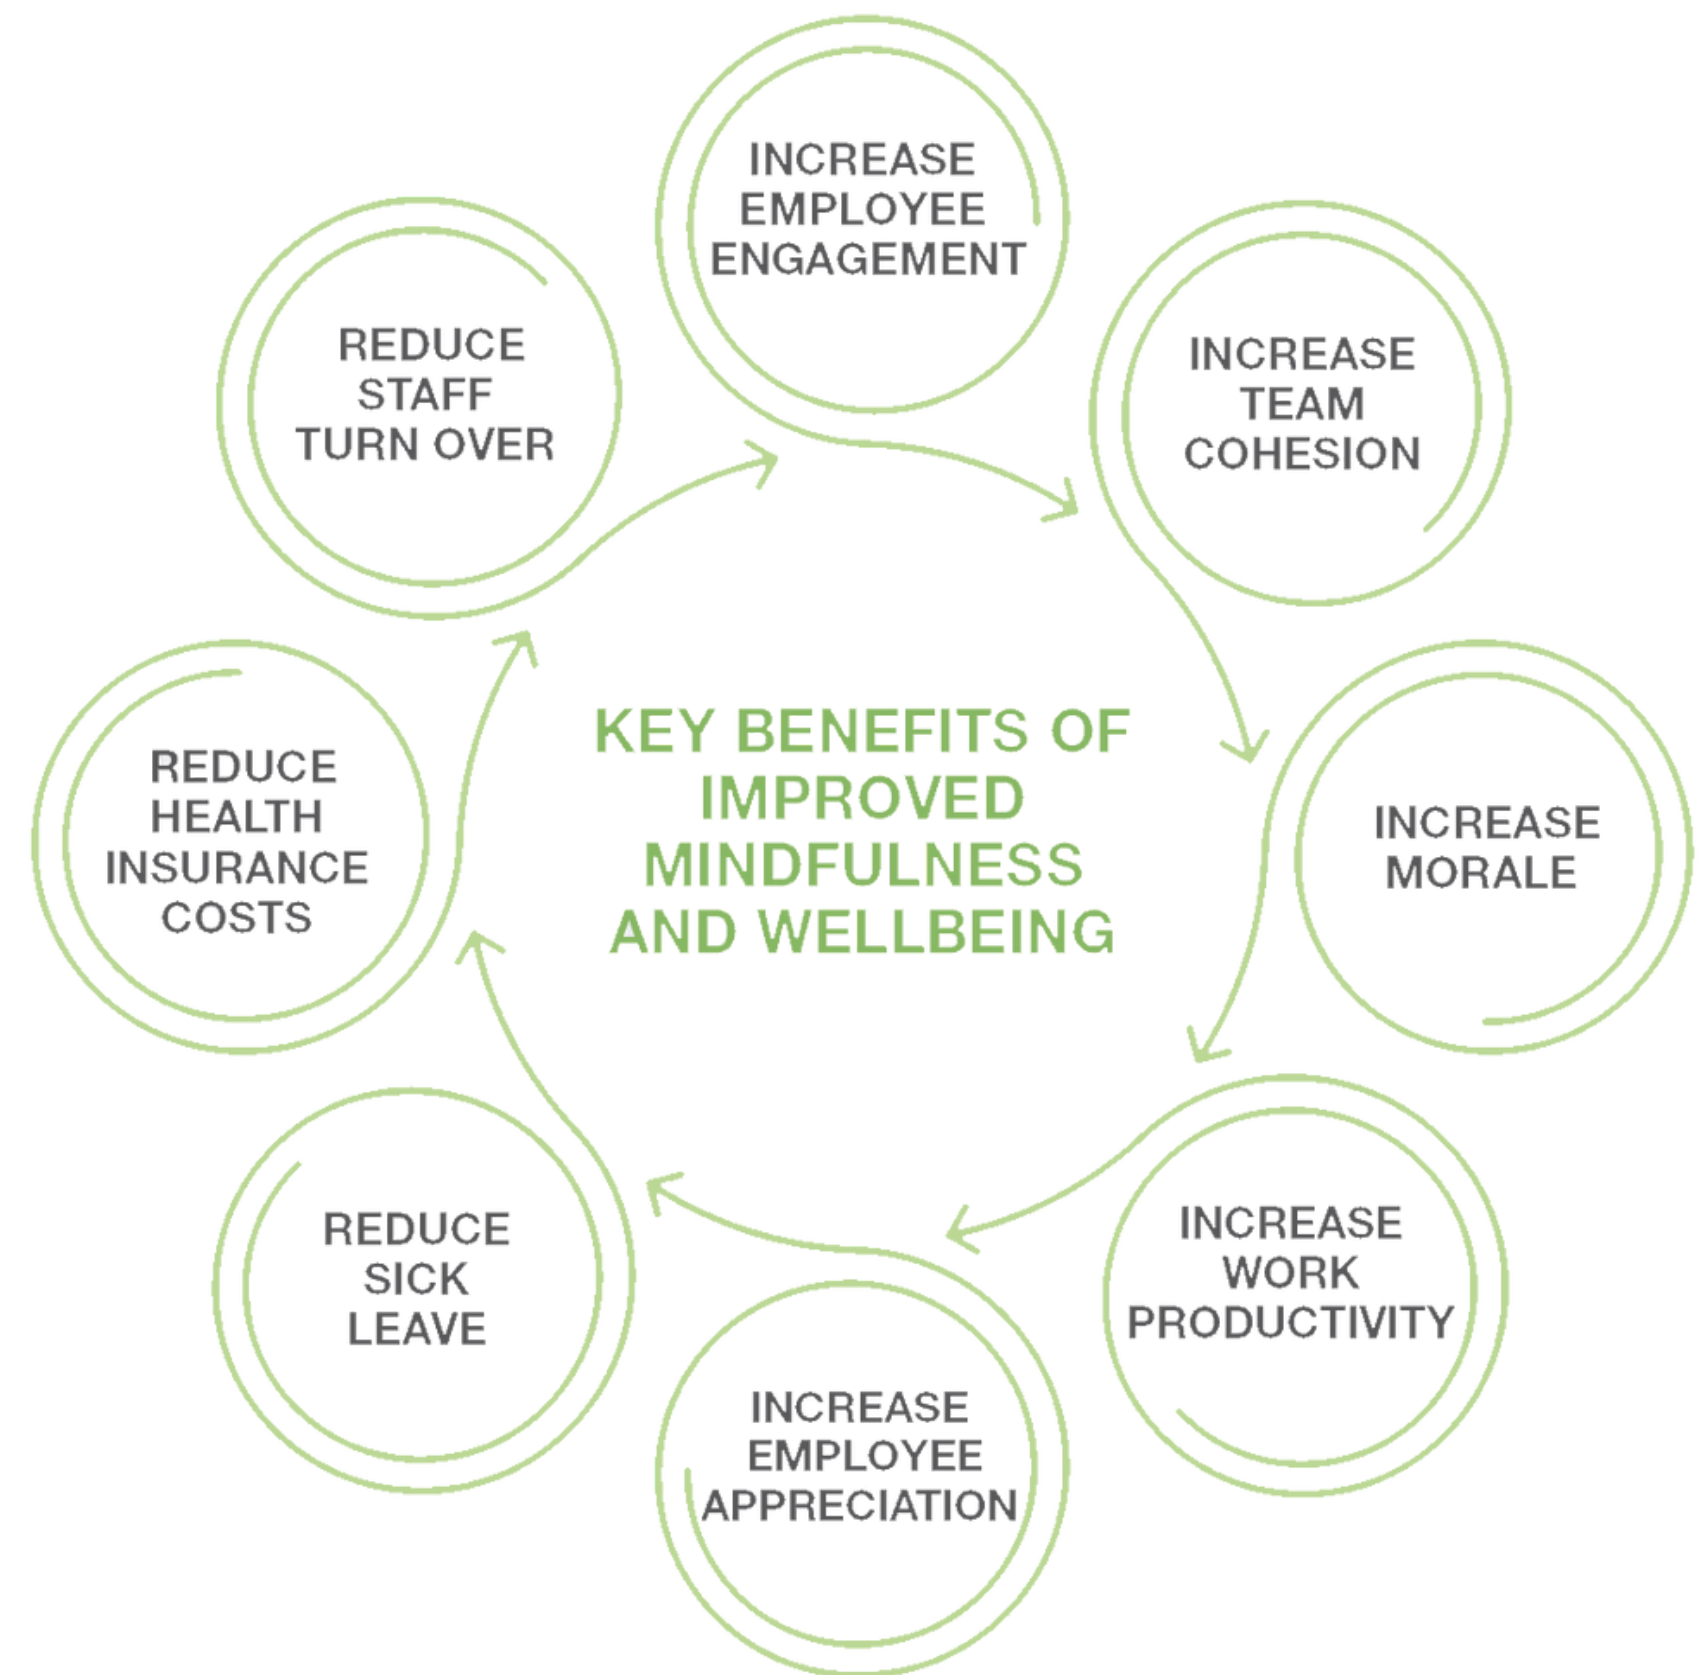 INCREASE
EMPLOYEE
ENGAGEMENT
INCREASE
TEAM
COHESION
INCREASE
MORALE
INCREASE
WORK
PRODUCTIVITY
INCREASE
EMPLOYEE
APPRECIATION
REDUCE
SICK
LEAVE
REDUCE
HEALTH
INSURANCE
COSTS
REDUCE
STAFF
TURN OVER
KEY BENEFITS OF
IMPROVED
MINDFULNESS
AND WELLBEING